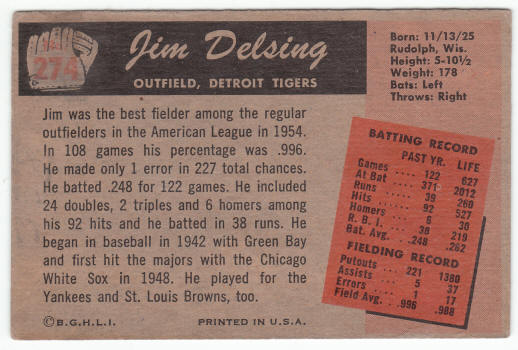 274
Jim Delsing
OUTFIELD, DETROIT TIGERS
Born: 11/13/25
Rudolph, Wis.
Height: 5-10½
Weight: 178
Bats: Left
Throws: Right
Jim was the best fielder among the regular
outfielders in the American League in 1954.
In 108 games his percentage was .996.
He made only 1 error in 227 total chances.
He batted .248 for 122 games. He included
24 doubles, 2 triples and 6 homers among
his 92 hits and he batted in 38 runs. He
began in baseball in 1942 with Green Bay
and first hit the majors with the Chicago
White Sox in 1948. He played for the
Yankees and St. Louis Browns, too.
BATTING RECORD
PAST YR. LIFE
Games 122 627
At Bat 371 2012
Runs 39 260
Hits 92 527
Homers 6 30
R. B. I. 38 219
Bat. Avg. .248 .262
FIELDING RECORD
Putouts 221 1380
Assists 5 37
Errors 1 17
Field Avg. .996 .988
©B.G.H.L.I. PRINTED IN U.S.A.